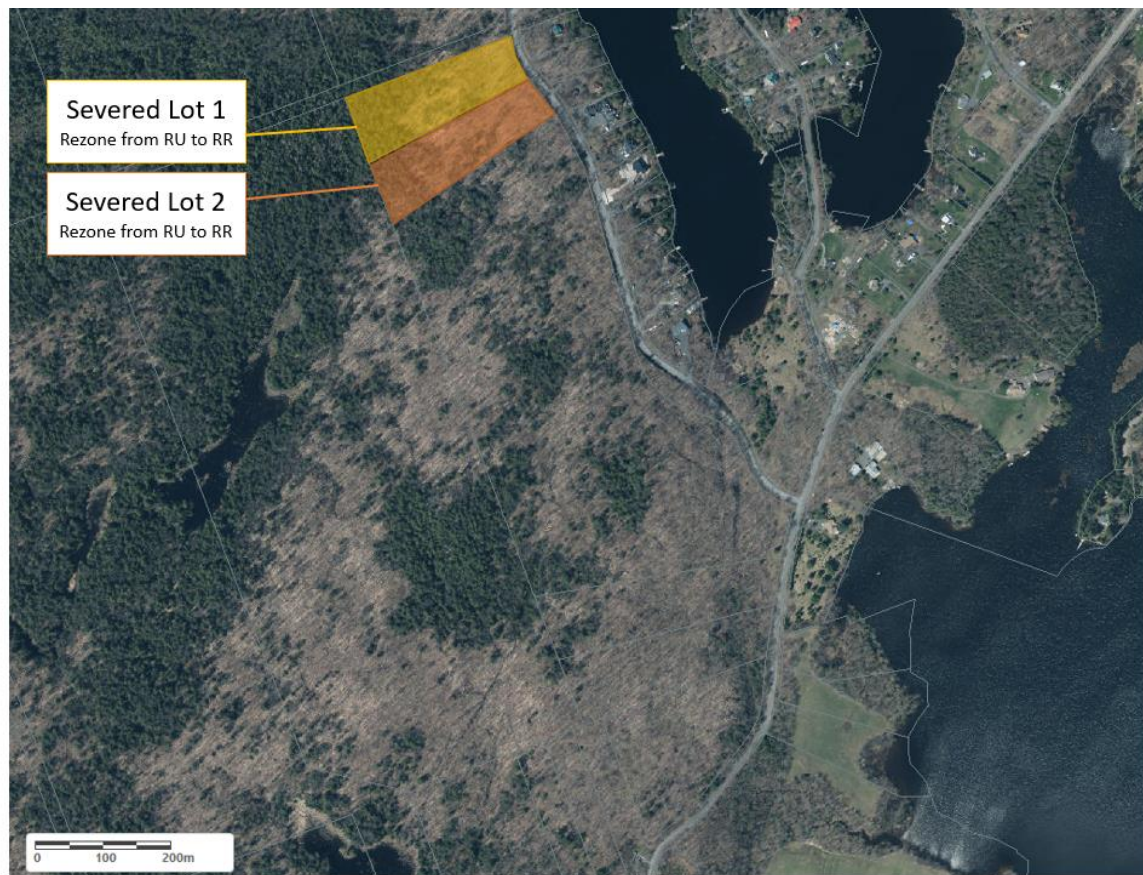 Severed Lot 1
Rezone from RU to RR
Severed Lot 2
Rezone from RU to RR
0 100 200m